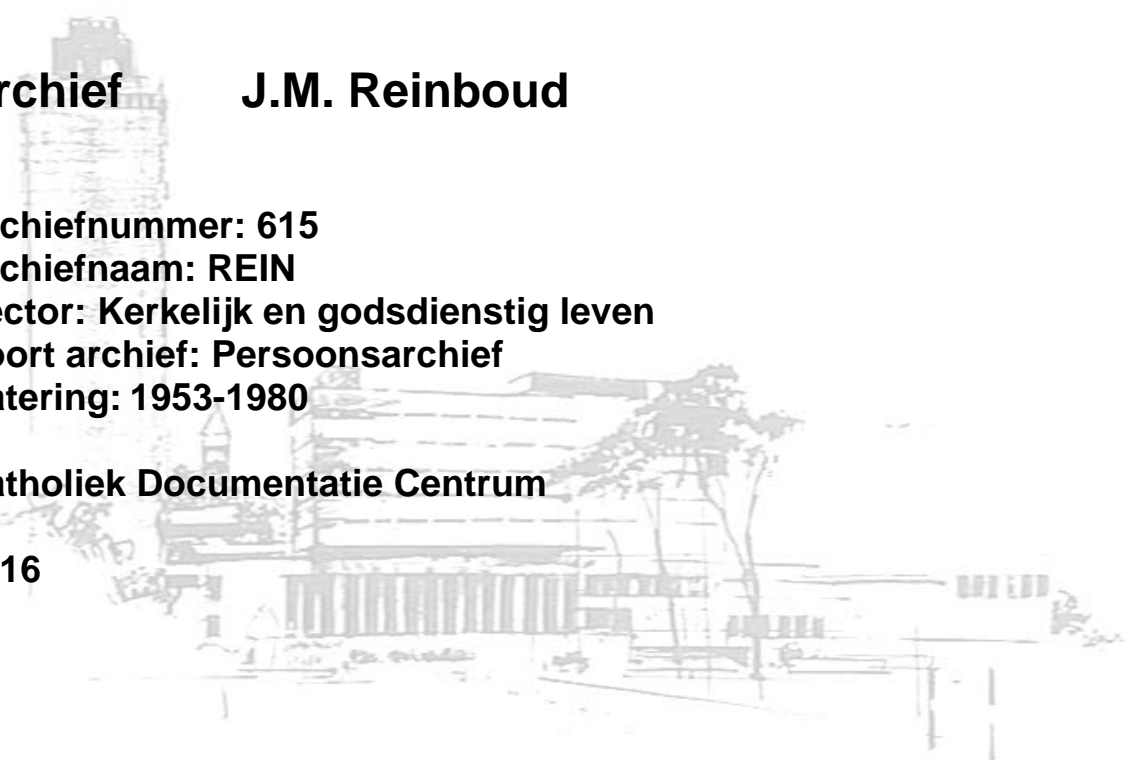 rchief J.M. Reinboud
chiefnummer: 615
chiefnaam: REIN
ector: Kerkelijk en godsdienstig leven
oort archief: Persoonsarchief
atering: 1953-1980
atholiek Documentatie Centrum
16